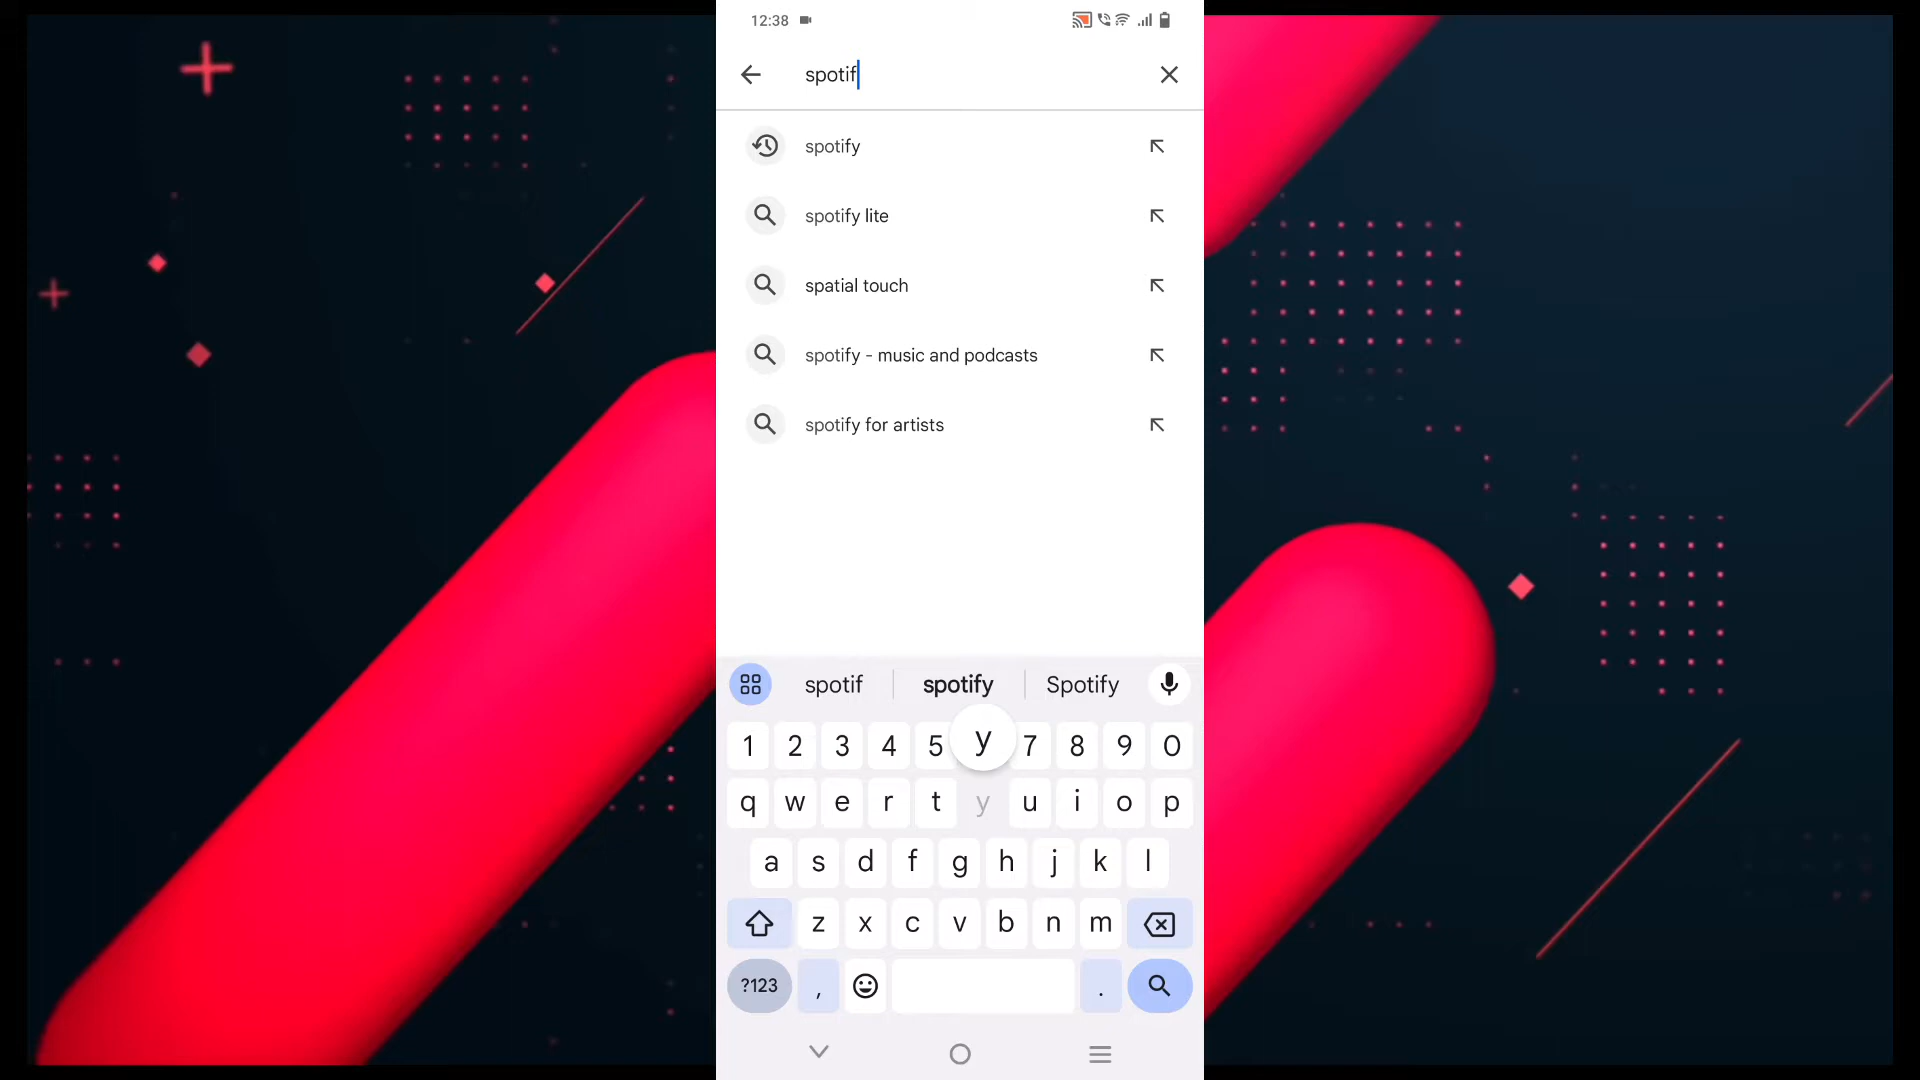 12:38
spotif
spotify
spotify lite
spatial touch
spotify - music and podcasts
spotify for artists
spotif spotify Spotify
1 2 3 4 5 y 7 8 9 0
q w e r t y u i o p
a s d f g h j k l
z x c v b n m
?123 , .